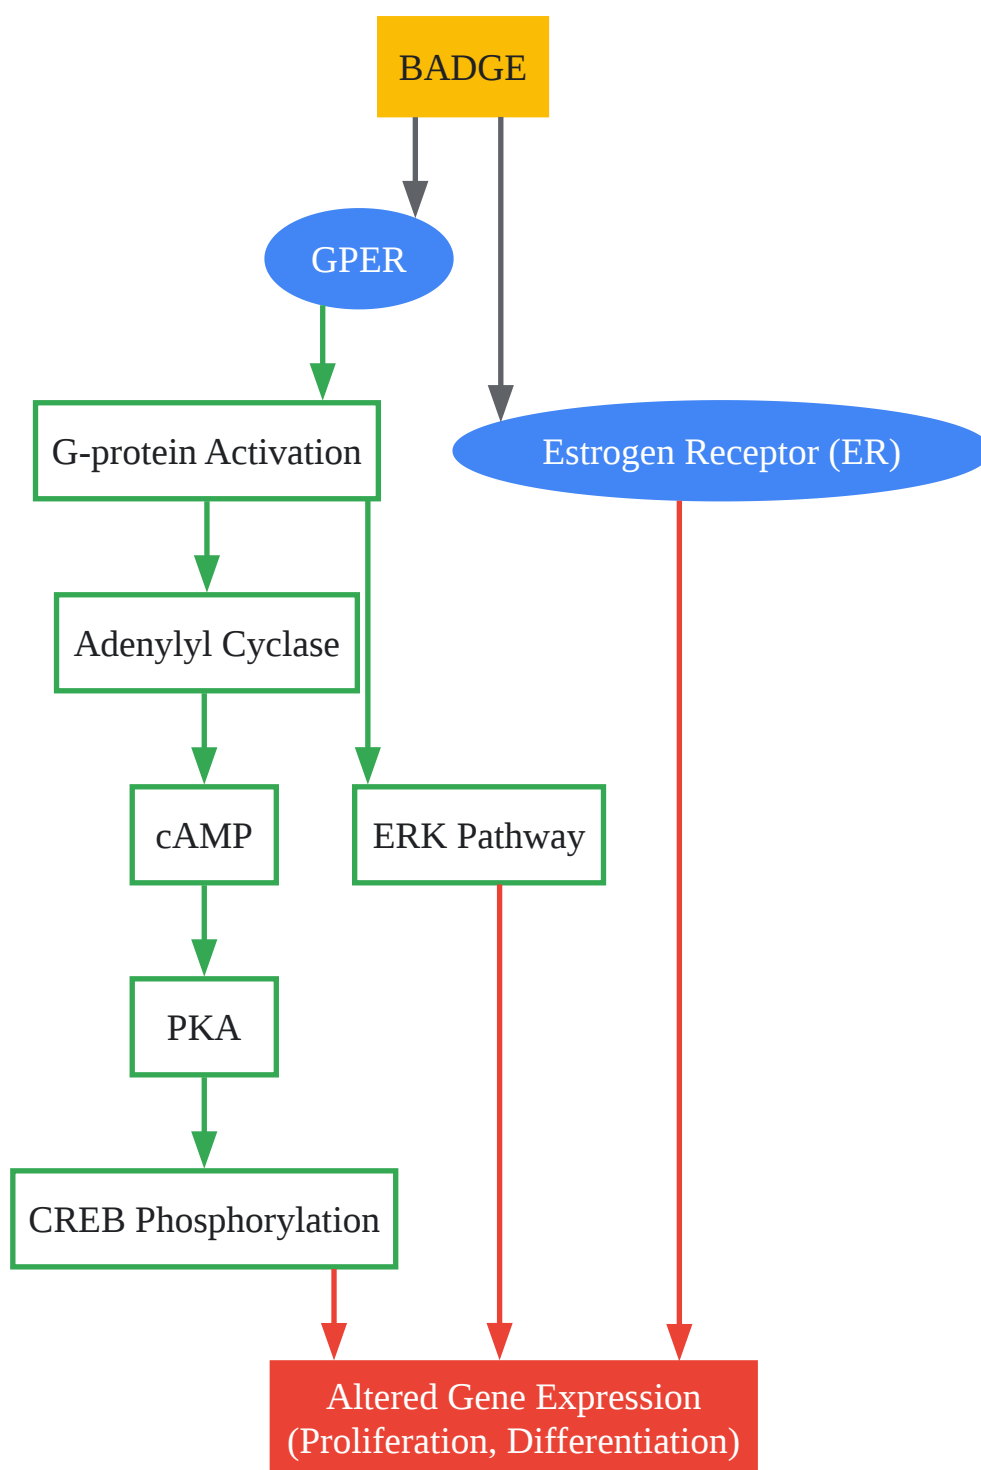 BADGE
GPER
G-protein Activation
Estrogen Receptor (ER)
Adenylyl Cyclase
cAMP
ERK Pathway
PKA
CREB Phosphorylation
Altered Gene Expression
(Proliferation, Differentiation)